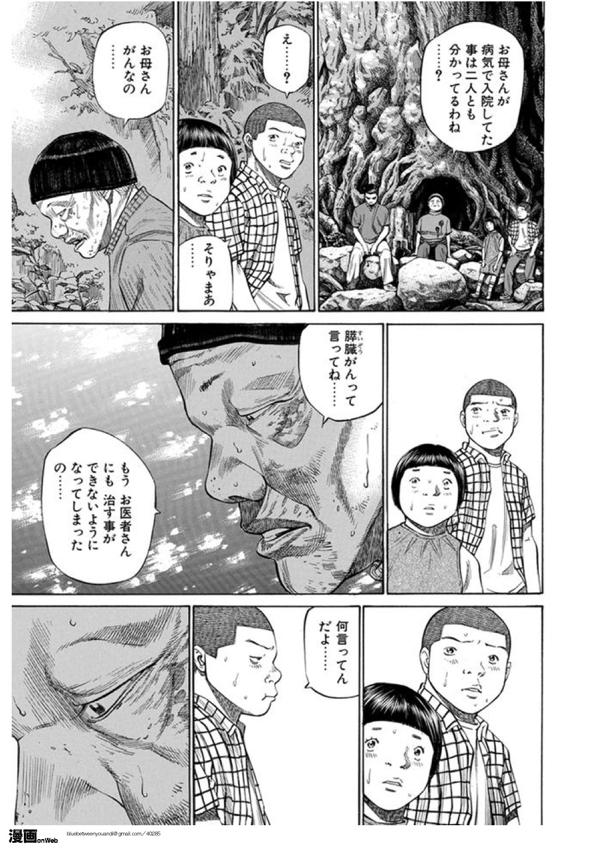 お母さんが
病気で入院してた
事は二人とも
分かってるわね
……？
え……？
そりゃまあ
……
お母さん
がんなの
……
膵臓がんって
すいぞう
言ってね……
もう お医者さん
にも 治す事が
できないように
なってしまった
の……
何言ってん
だよ……
漫画onWeb
bluebetweenyouandi@gmail.com/40285